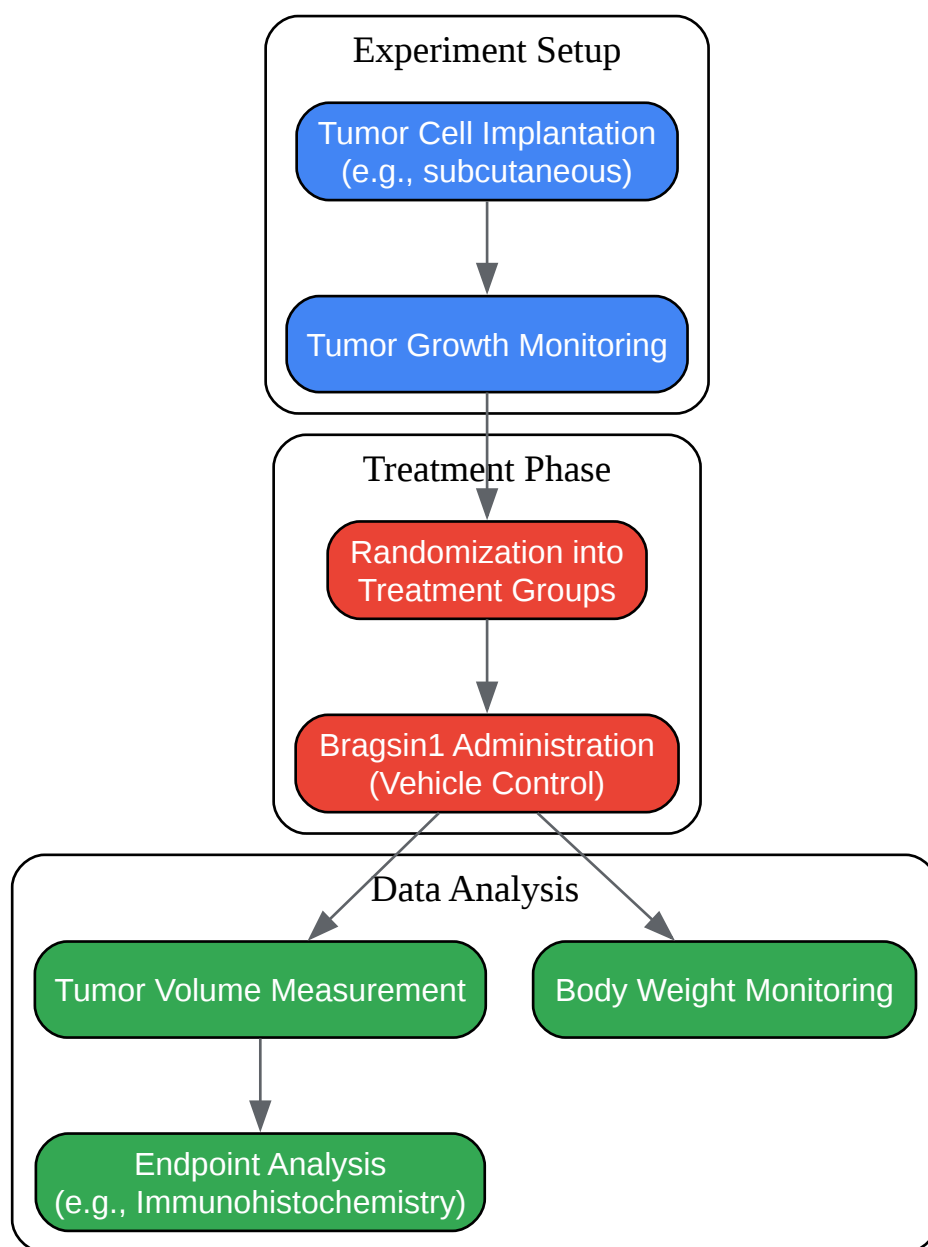 Experiment Setup
Tumor Cell Implantation
(e.g., subcutaneous)
Tumor Growth Monitoring
Treatment Phase
Randomization into
Treatment Groups
Bragsin1 Administration
(Vehicle Control)
Data Analysis
Tumor Volume Measurement
Body Weight Monitoring
Endpoint Analysis
(e.g., Immunohistochemistry)